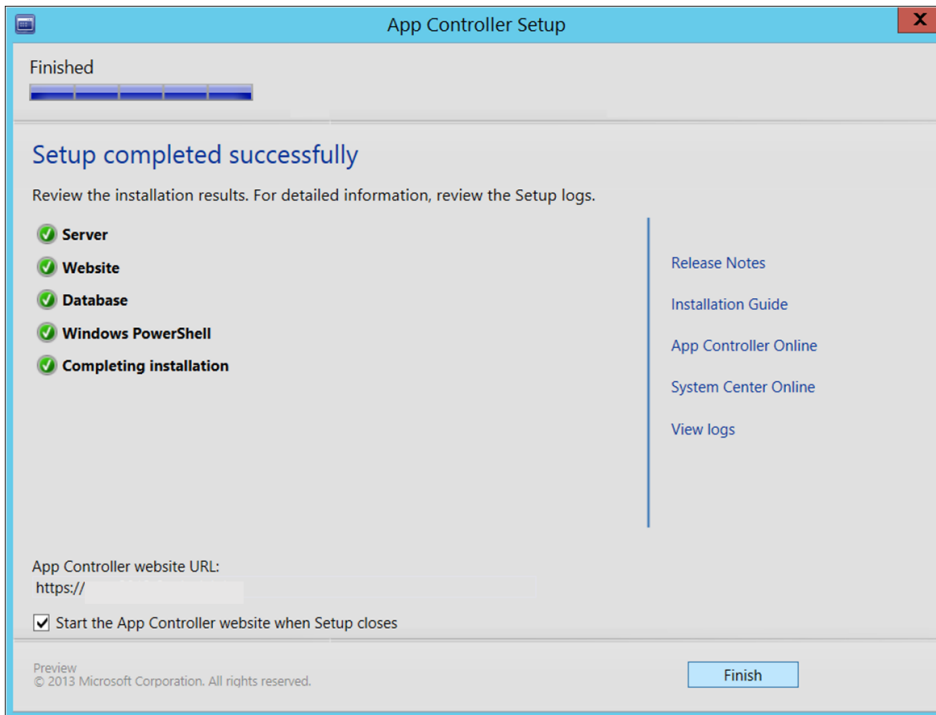 App Controller Setup
Finished
Setup completed successfully
Review the installation results. For detailed information, review the Setup logs.
Server
Website
Database
Windows PowerShell
Completing installation
Release Notes
Installation Guide
App Controller Online
System Center Online
View logs
App Controller website URL:
https://
Start the App Controller website when Setup closes
Preview
© 2013 Microsoft Corporation. All rights reserved.
Finish